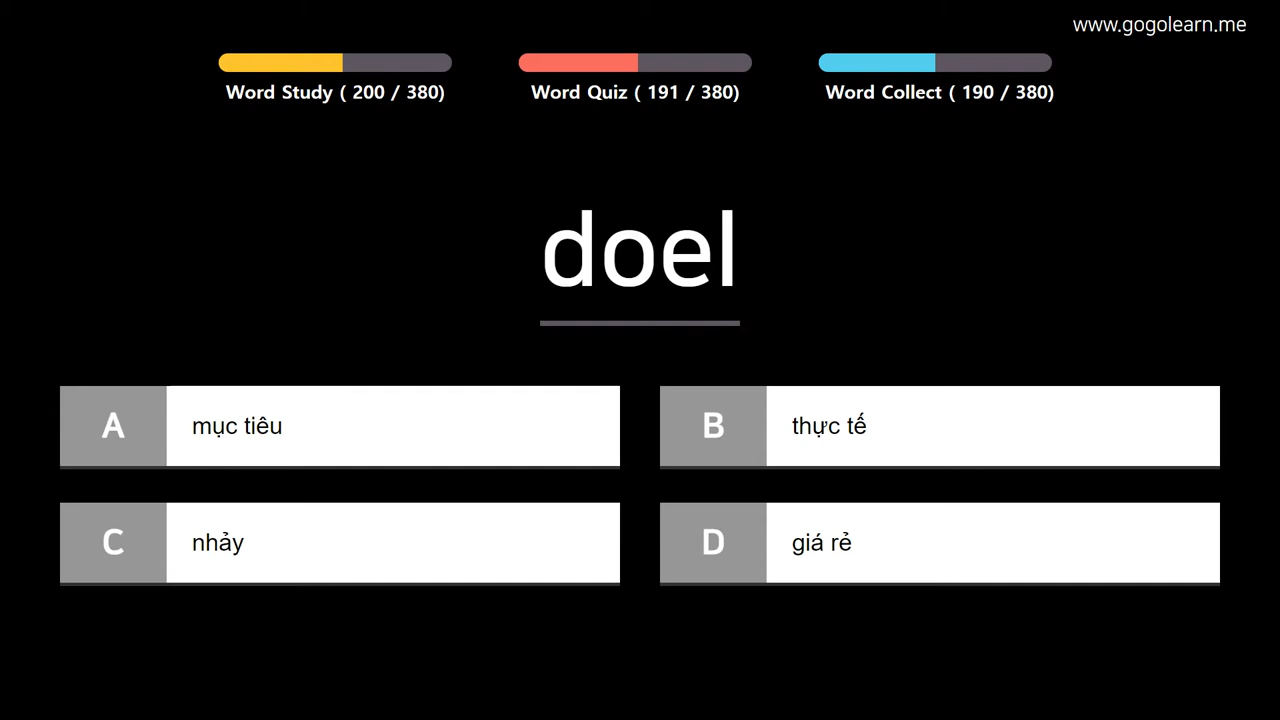 www.gogolearn.me
Word Study ( 200 / 380)
Word Quiz ( 191 / 380)
Word Collect ( 190 / 380)
doel
A mục tiêu
B thực tế
C nhảy
D giá rẻ